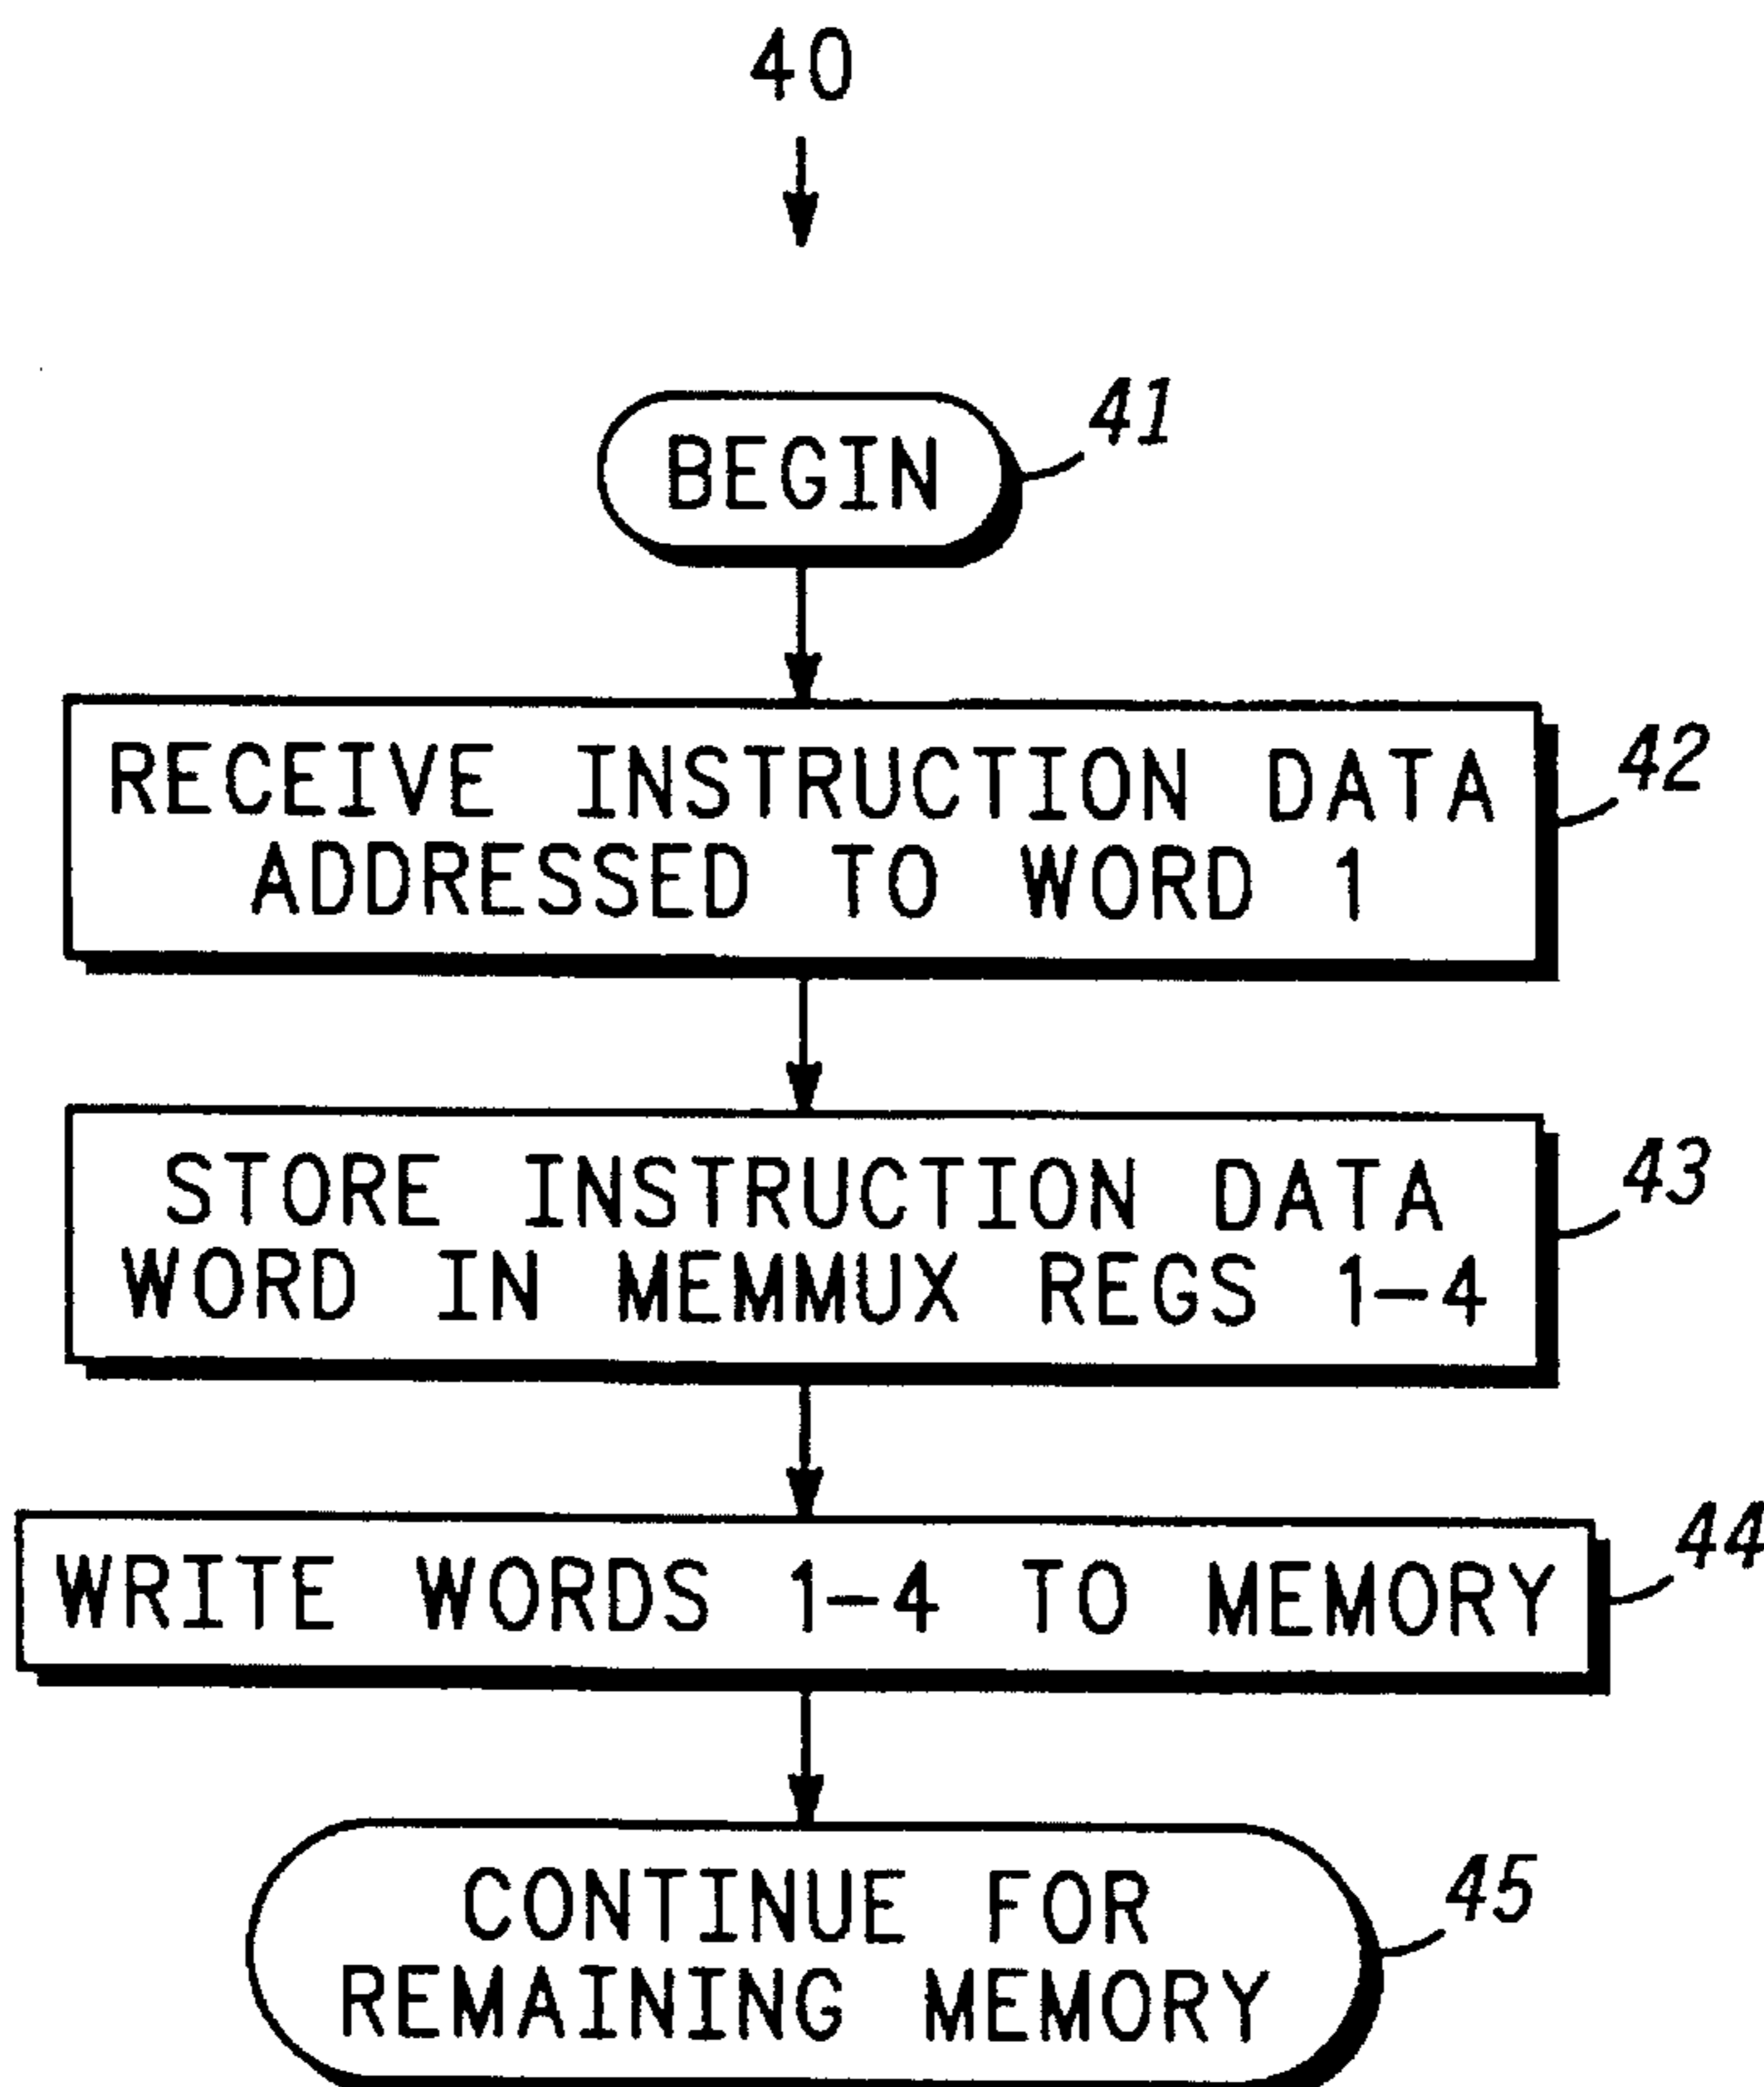 40
BEGIN
41
RECEIVE INSTRUCTION DATA
ADDRESSED TO WORD 1
42
STORE INSTRUCTION DATA
WORD IN MEMMUX REGS 1-4
43
WRITE WORDS 1-4 TO MEMORY
44
CONTINUE FOR
REMAINING MEMORY
45